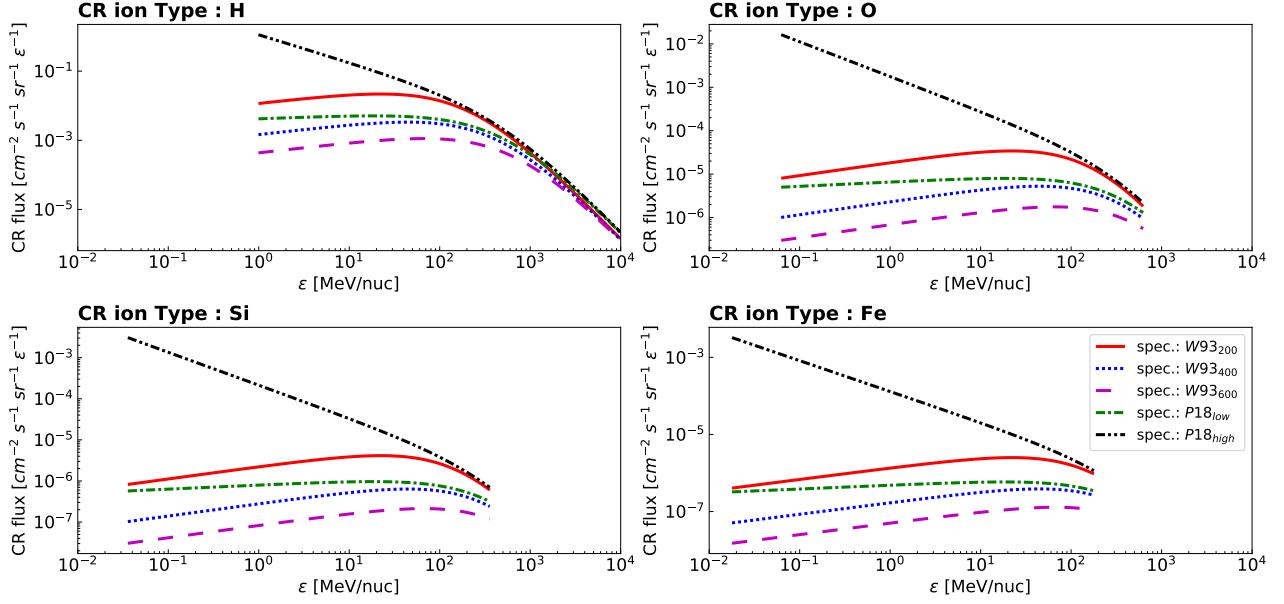 CR ion Type : H
CR flux [cm⁻² s⁻¹ sr⁻¹ ε⁻¹]
10⁻¹
10⁻³
10⁻⁵
10⁻² 10⁻¹ 10⁰ 10¹ 10² 10³ 10⁴
ε [MeV/nuc]
CR ion Type : O
CR flux [cm⁻² s⁻¹ sr⁻¹ ε⁻¹]
10⁻²
10⁻³
10⁻⁴
10⁻⁵
10⁻⁶
10⁻² 10⁻¹ 10⁰ 10¹ 10² 10³ 10⁴
ε [MeV/nuc]
CR ion Type : Si
CR flux [cm⁻² s⁻¹ sr⁻¹ ε⁻¹]
10⁻³
10⁻⁴
10⁻⁵
10⁻⁶
10⁻⁷
10⁻² 10⁻¹ 10⁰ 10¹ 10² 10³ 10⁴
ε [MeV/nuc]
CR ion Type : Fe
CR flux [cm⁻² s⁻¹ sr⁻¹ ε⁻¹]
10⁻³
10⁻⁵
10⁻⁷
10⁻² 10⁻¹ 10⁰ 10¹ 10² 10³ 10⁴
ε [MeV/nuc]
spec.: W93₂₀₀
spec.: W93₄₀₀
spec.: W93₆₀₀
spec.: P18_low
spec.: P18_high